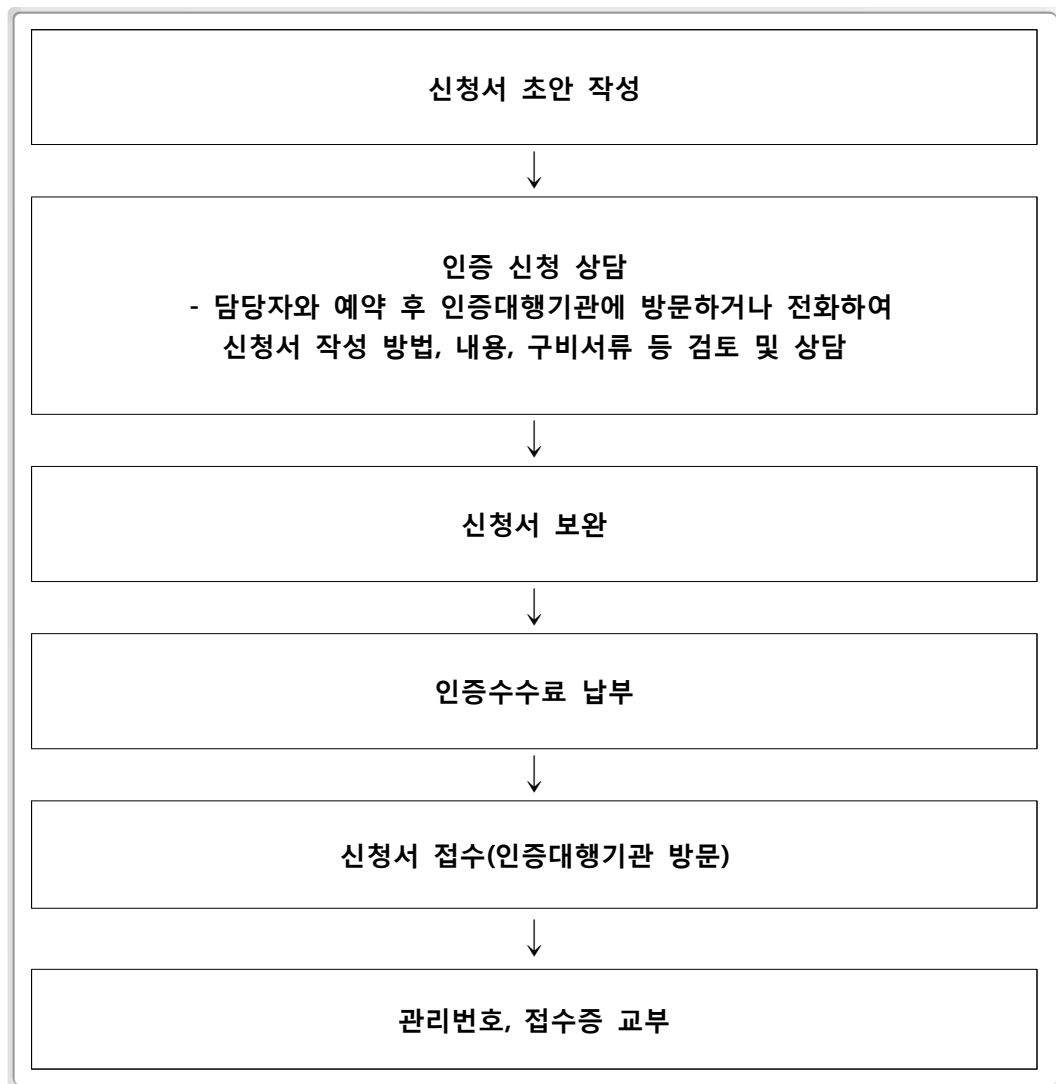 신청서 초안 작성
인증 신청 상담
- 담당자와 예약 후 인증대행기관에 방문하거나 전화하여
신청서 작성 방법, 내용, 구비서류 등 검토 및 상담
신청서 보완
인증수수료 납부
신청서 접수(인증대행기관 방문)
관리번호, 접수증 교부